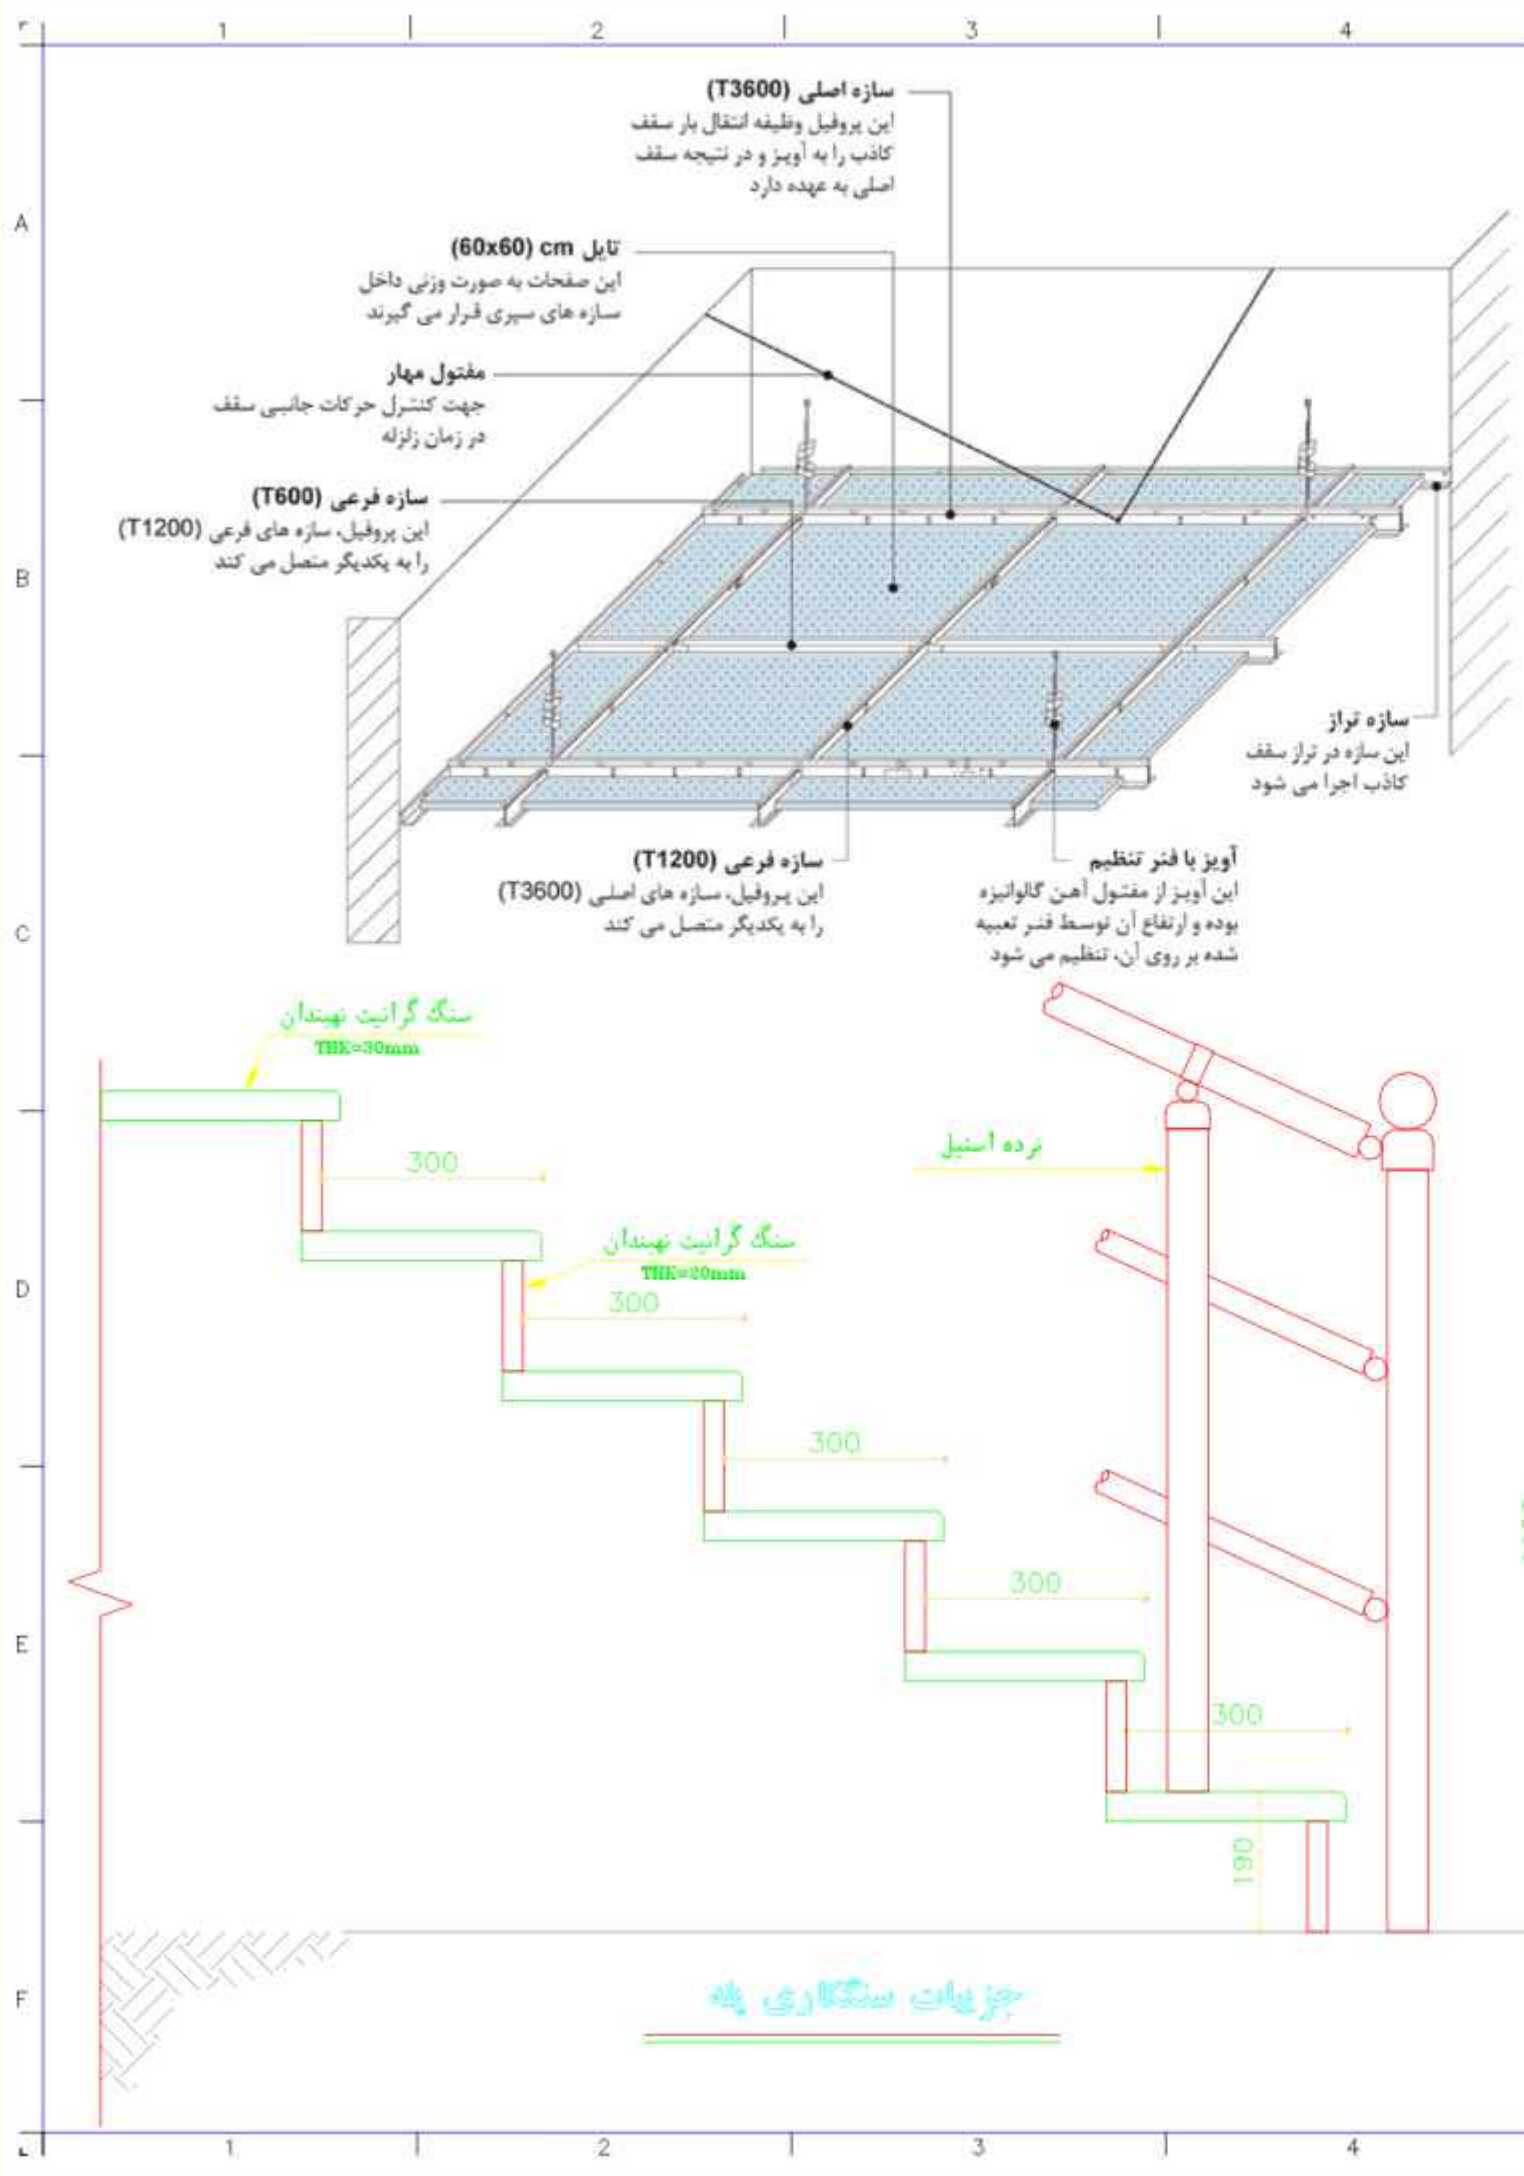 1 2 3 4
سازه اصلی (T3600)
این پروفیل وظیفه انتقال بار سقف
کاذب را به آویز و در نتیجه سقف
اصلی به عهده دارد
A
تایل cm (60x60)
این صفحات به صورت وزنی داخل
سازه های سپری قرار می گیرند
مفتول مهار
جهت کنترل حرکات جانبی سقف
در زمان زلزله
سازه فرعی (T600)
این پروفیل، سازه های فرعی (T1200)
را به یکدیگر متصل می کند
B
سازه تراز
این سازه در تراز سقف
کاذب اجرا می شود
سازه فرعی (T1200)
این پروفیل، سازه های اصلی (T3600)
را به یکدیگر متصل می کند
آویز با فنر تنظیم
این آویز از مفتول آهن گالوانیزه
بوده و ارتفاع آن توسط فنر تعبیه
شده بر روی آن، تنظیم می شود
C
سنگ گرانیت نهبندان
THK=30mm
نرده استیل
300
سنگ گرانیت نهبندان
THK=20mm
D
300
300
300
E
300
190
F
جزییات سنگکاری پله
1 2 3 4